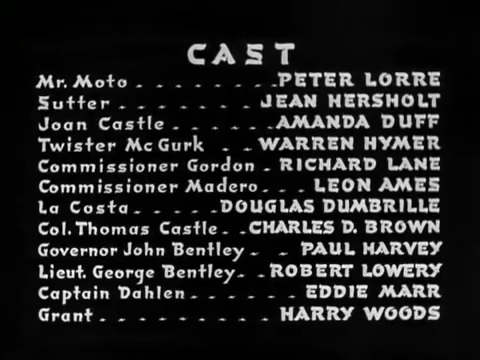 CAST
Mr. Moto . . . . . . . . PETER LORRE
Sutter . . . . . . . JEAN HERSHOLT
Joan Castle . . . . . . AMANDA DUFF
Twister McGurk . . WARREN HYMER
Commissioner Gordon . RICHARD LANE
Commissioner Madero . . . LEON AMES
La Costa . . . . . DOUGLAS DUMBRILLE
Col. Thomas Castle . . CHARLES D. BROWN
Governor John Bentley . . . PAUL HARVEY
Lieut. George Bentley . . ROBERT LOWERY
Captain Dahlen . . . . . . EDDIE MARR
Grant . . . . . . . . . HARRY WOODS